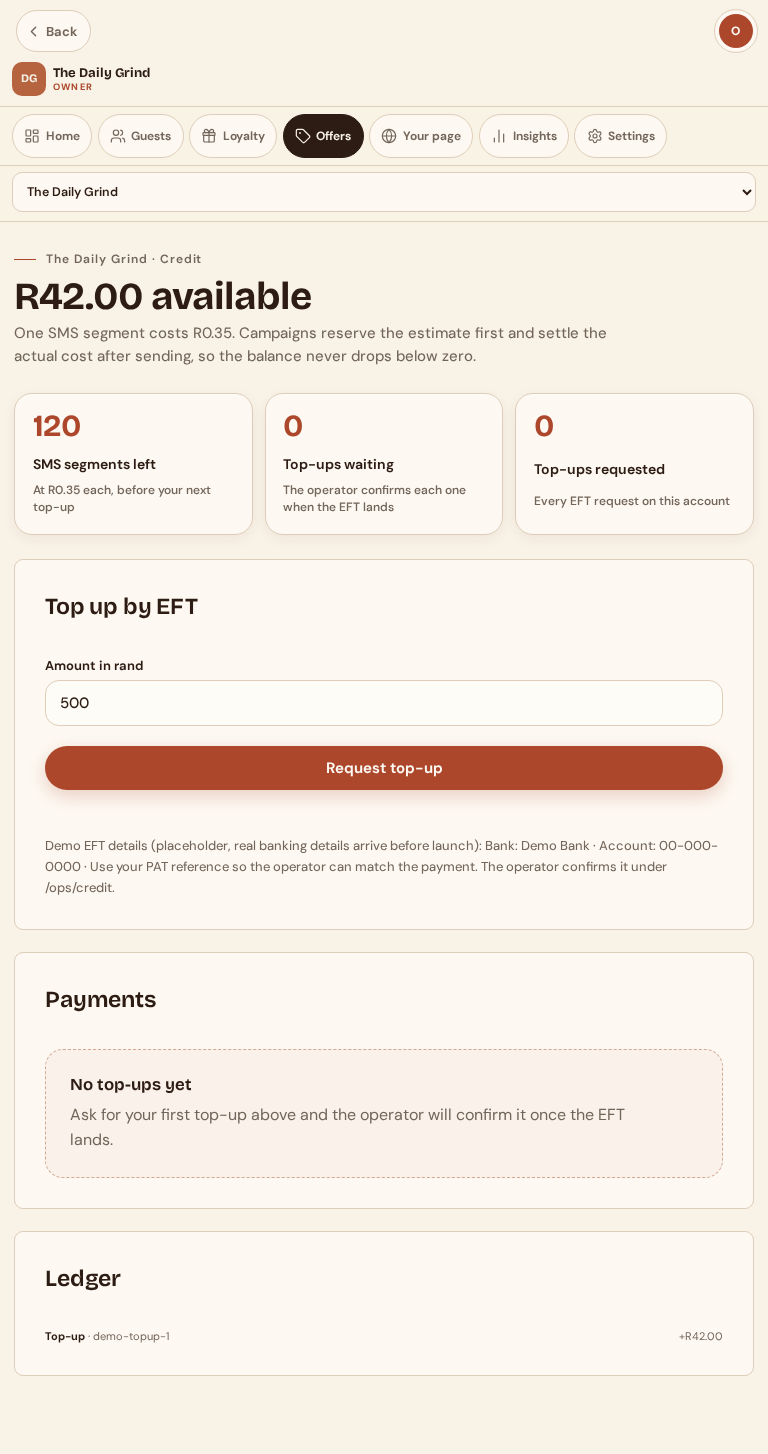 Back
O
DG
The Daily Grind
OWNER
Home
Guests
Loyalty
Offers
Your page
Insights
Settings
The Daily Grind
The Daily Grind · Credit
R42.00 available
One SMS segment costs R0.35. Campaigns reserve the estimate first and settle the
actual cost after sending, so the balance never drops below zero.
120
SMS segments left
At R0.35 each, before your next
top-up
0
Top-ups waiting
The operator confirms each one
when the EFT lands
0
Top-ups requested
Every EFT request on this account
Top up by EFT
Amount in rand
500
Request top-up
Demo EFT details (placeholder, real banking details arrive before launch): Bank: Demo Bank · Account: 00-000-
0000 · Use your PAT reference so the operator can match the payment. The operator confirms it under
/ops/credit.
Payments
No top-ups yet
Ask for your first top-up above and the operator will confirm it once the EFT
lands.
Ledger
Top-up · demo-topup-1
+R42.00